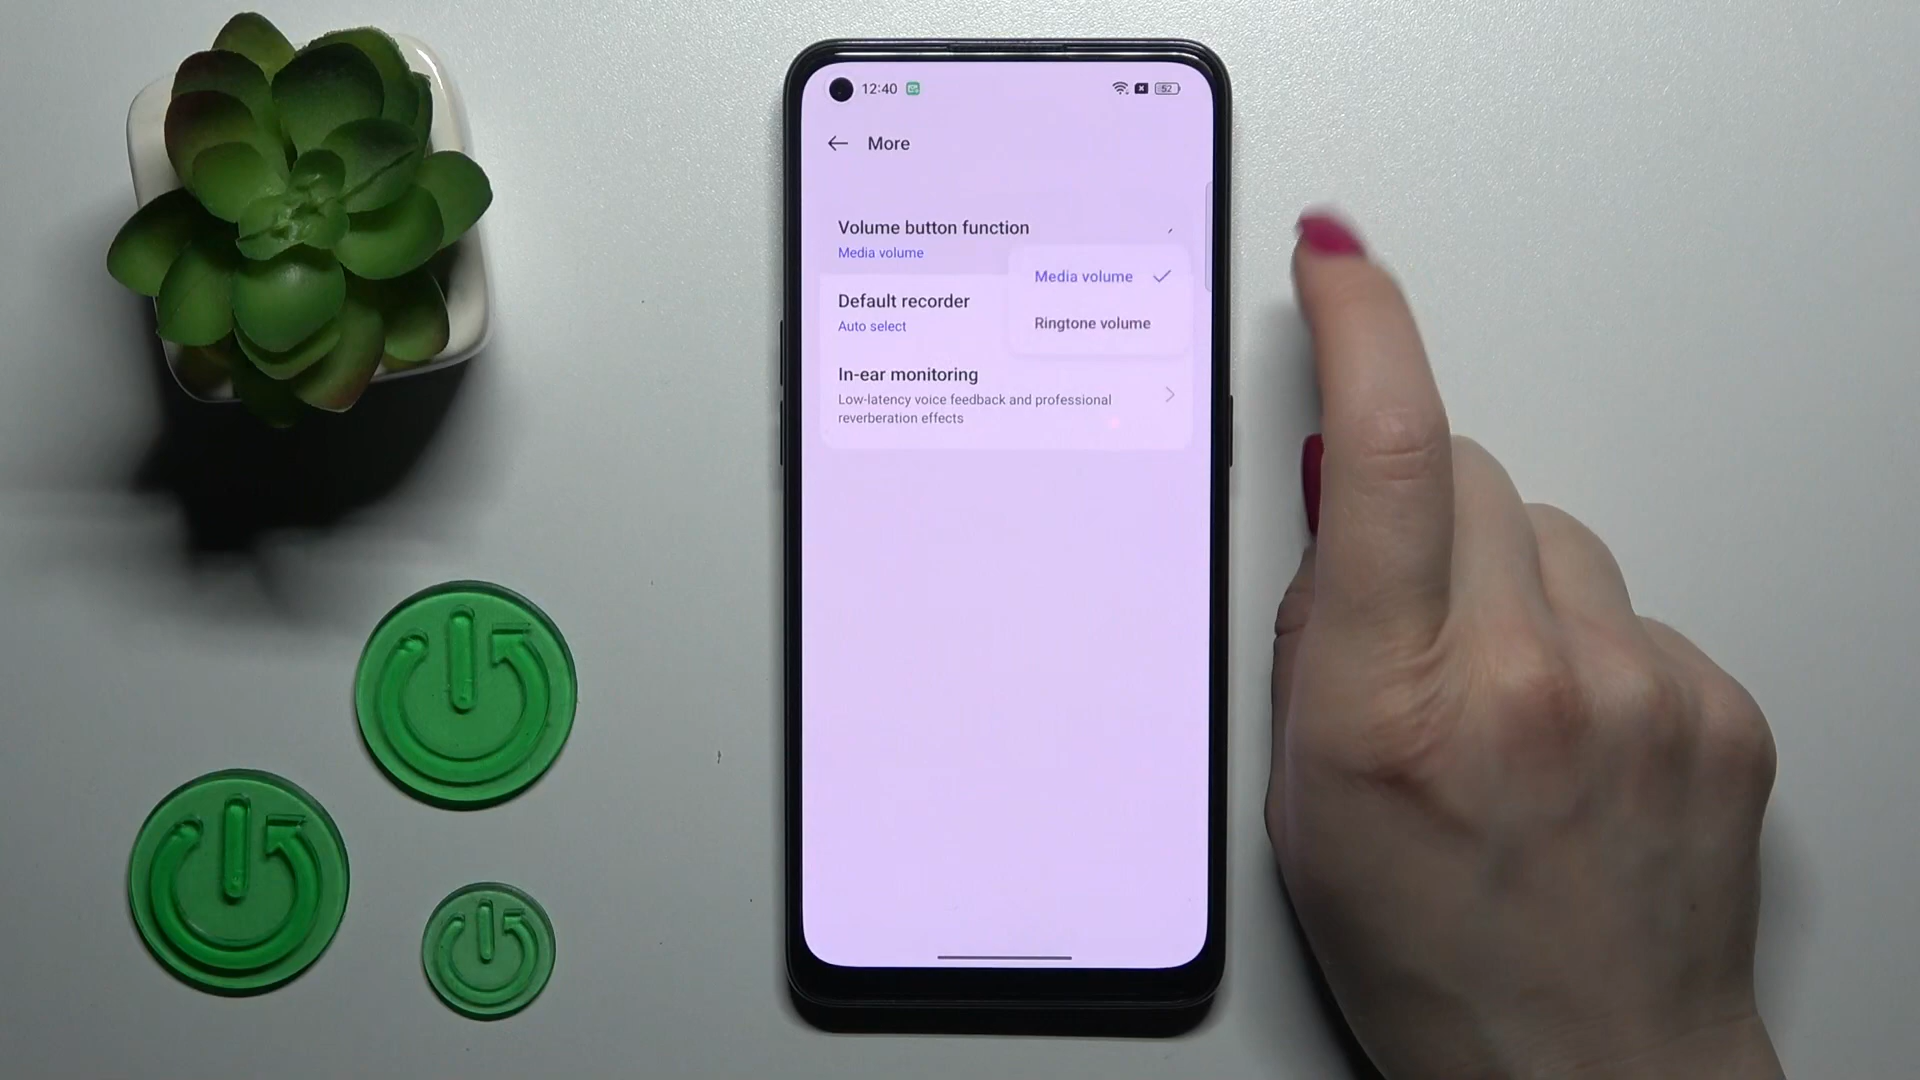 12:40
52
More
Volume button function
Media volume
Media volume
Default recorder
Auto select
Ringtone volume
In-ear monitoring
Low-latency voice feedback and professional
reverberation effects